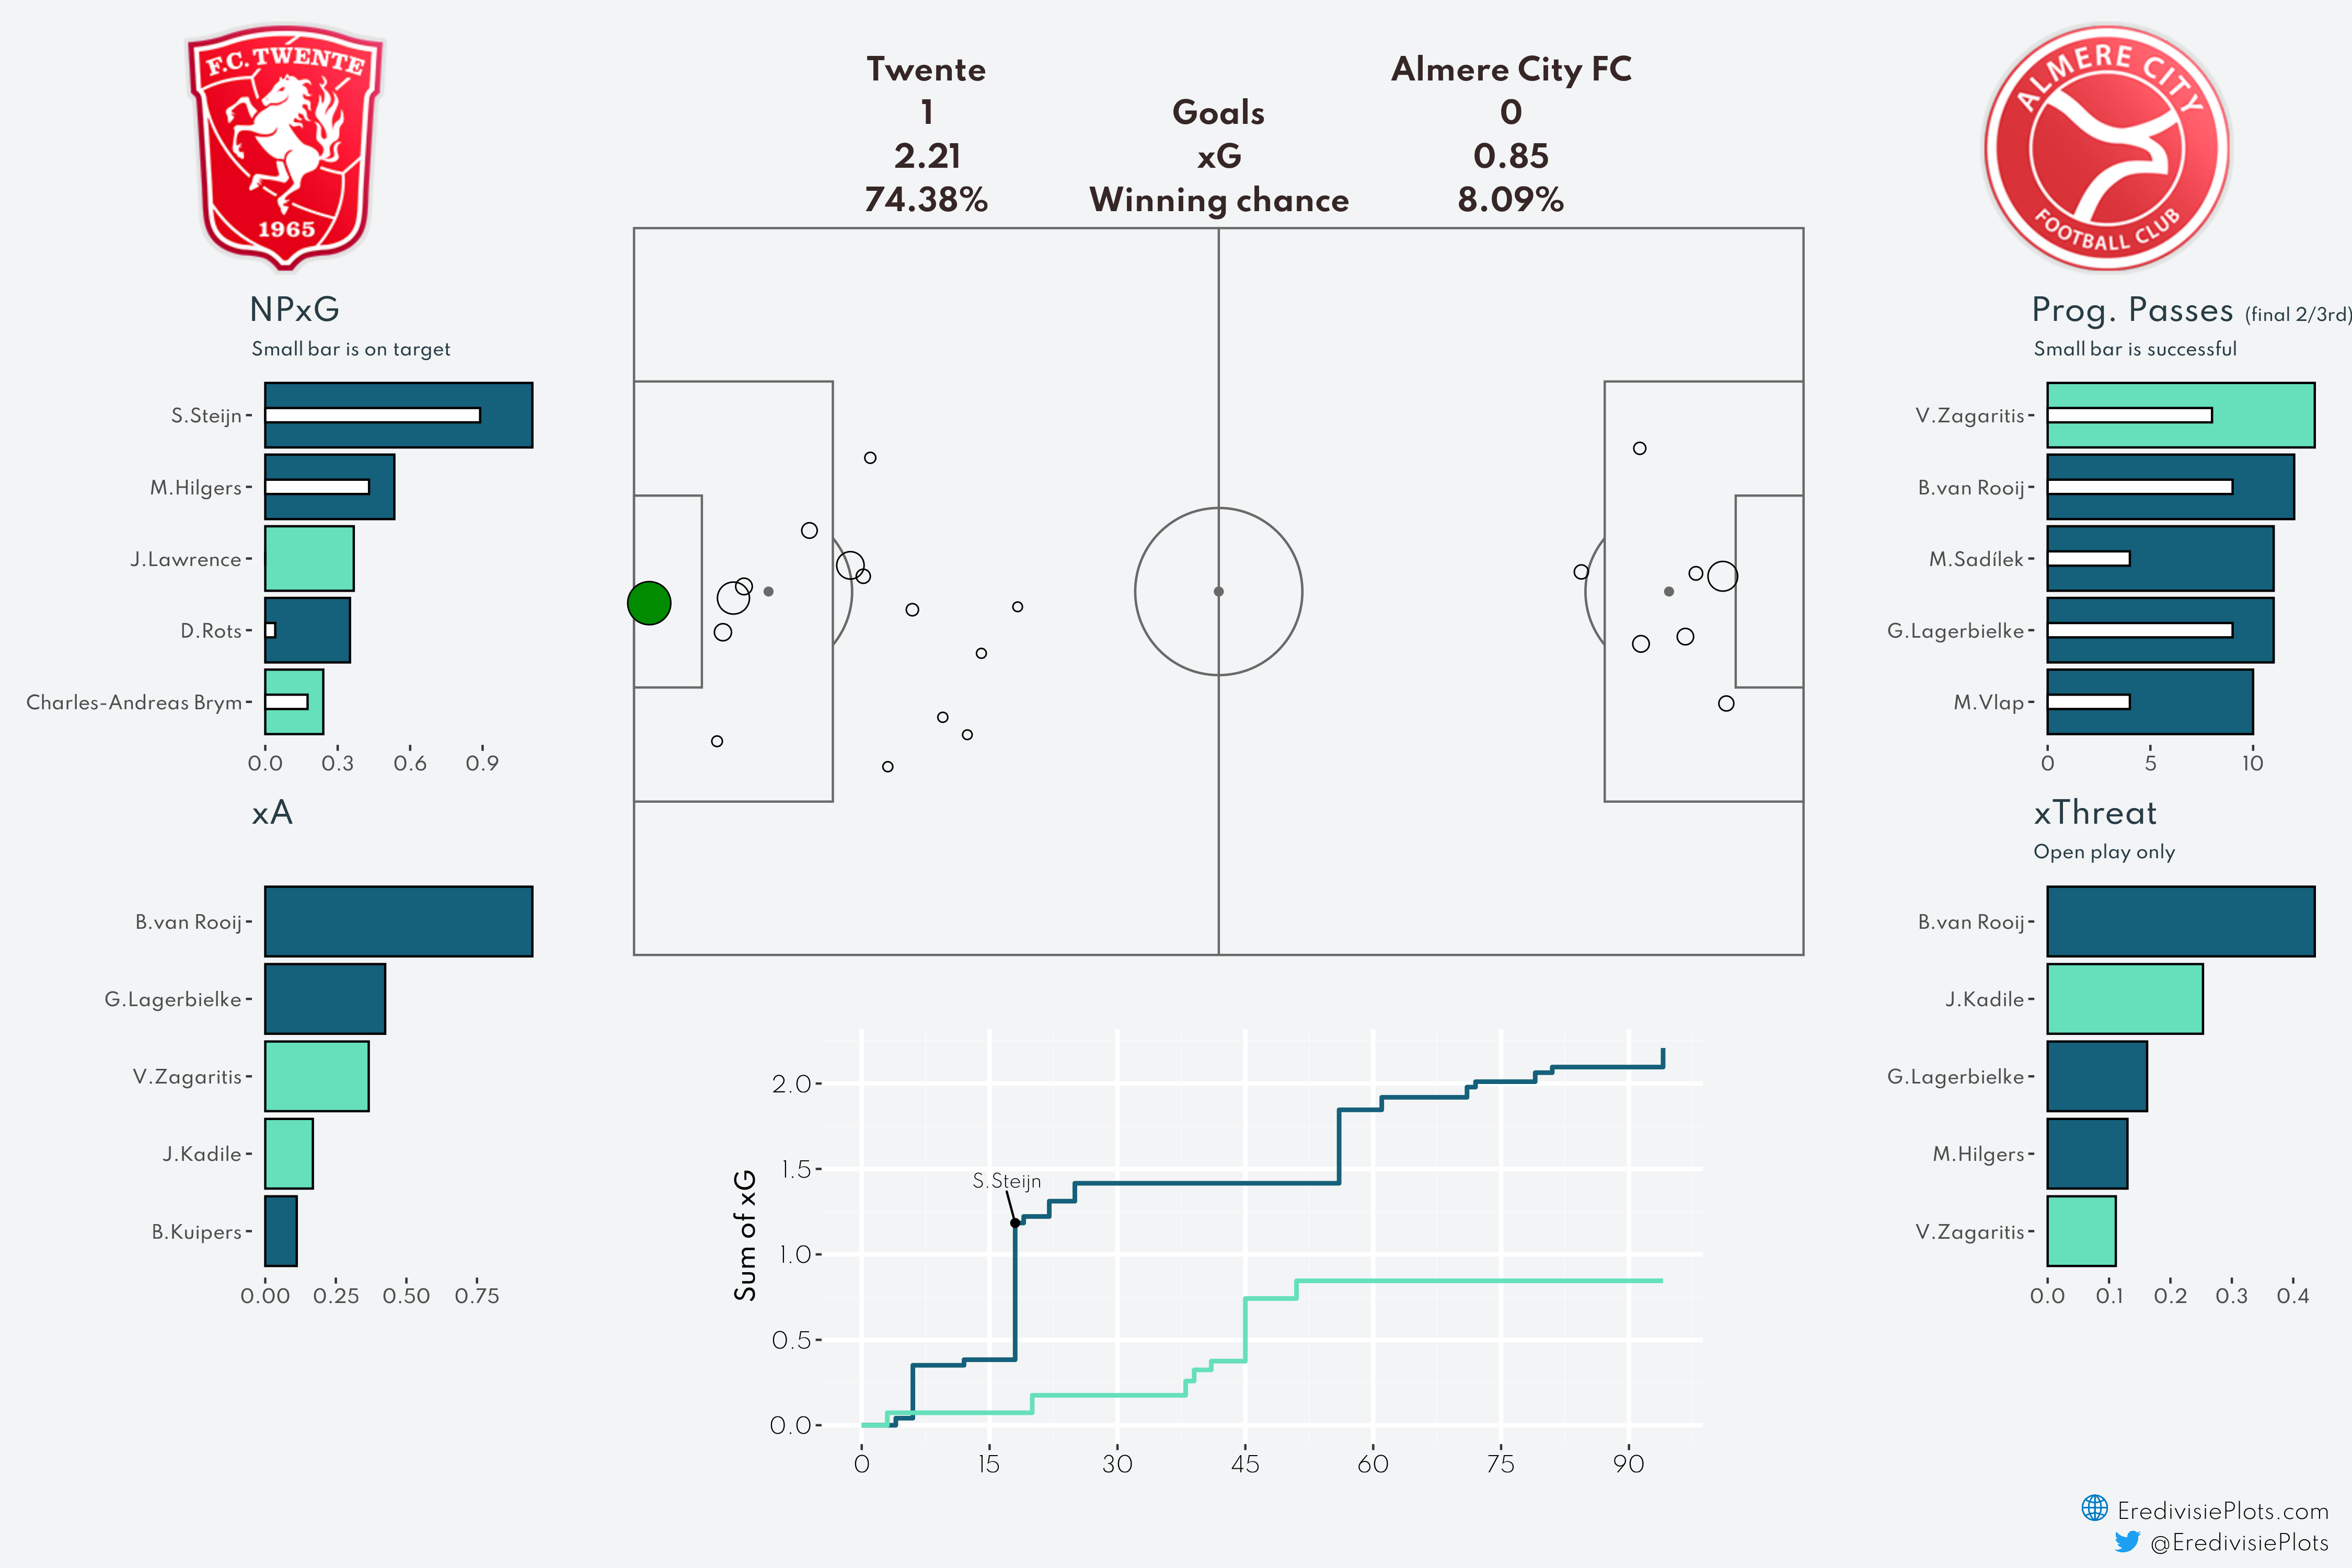 F.C. TWENTE
1965
Twente
Almere City FC
1
Goals
0
2.21
xG
0.85
74.38%
Winning chance
8.09%
ALMERE CITY
FOOTBALL CLUB
NPxG
Small bar is on target
S.Steijn
M.Hilgers
J.Lawrence
D.Rots
Charles-Andreas Brym
0.0 0.3 0.6 0.9
Prog. Passes (final 2/3rd)
Small bar is successful
V.Zagaritis
B.van Rooij
M.Sadílek
G.Lagerbielke
M.Vlap
0 5 10
xA
B.van Rooij
G.Lagerbielke
V.Zagaritis
J.Kadile
B.Kuipers
0.00 0.25 0.50 0.75
Sum of xG
2.0
1.5
1.0
0.5
0.0
S.Steijn
0 15 30 45 60 75 90
xThreat
Open play only
B.van Rooij
J.Kadile
G.Lagerbielke
M.Hilgers
V.Zagaritis
0.0 0.1 0.2 0.3 0.4
EredivisiePlots.com
@EredivisiePlots